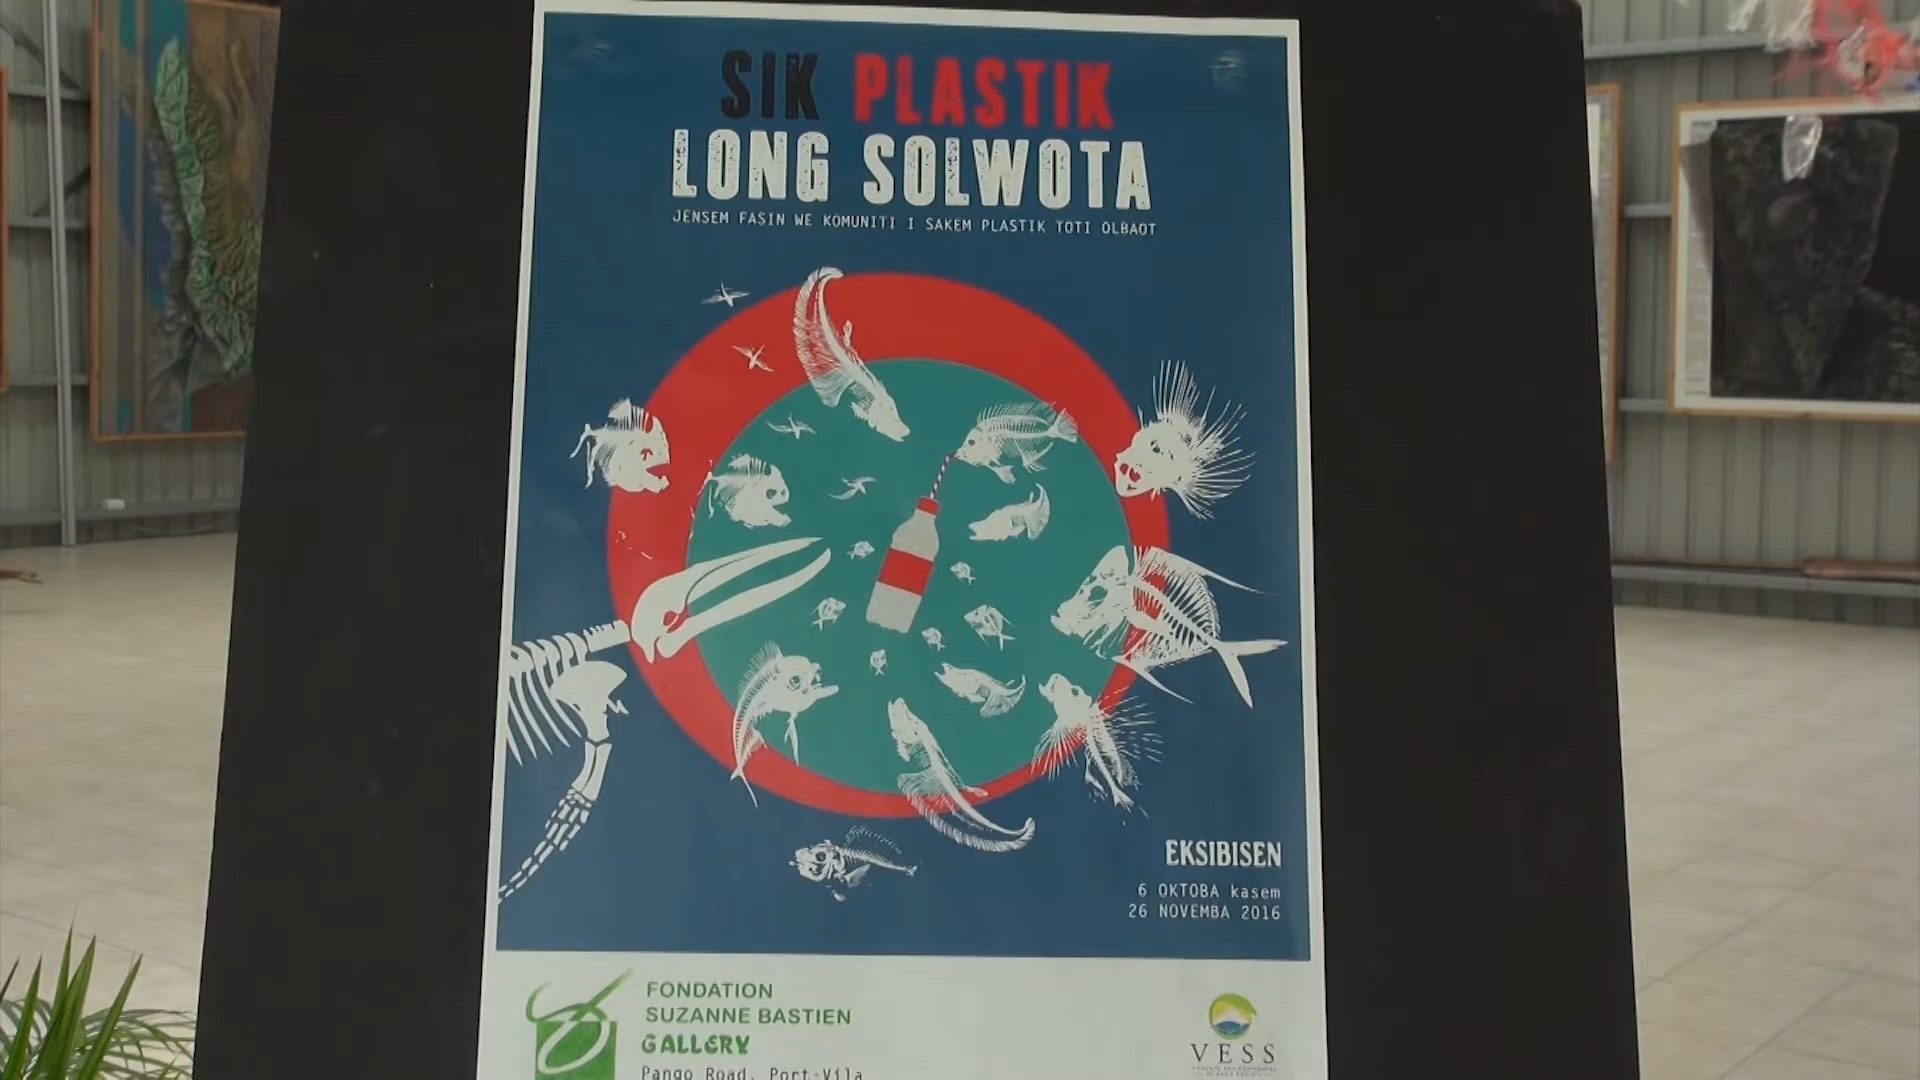 SIK PLASTIK
LONG SOLWOTA
JENSEM FASIN WE KOMUNITI I SAKEM PLASTIK TOTI OLBAOT
EKSIBISEN
6 OKTOBA kasem
26 NOVEMBA 2016
FONDATION
SUZANNE BASTIEN
GALLERY
Pango Road, Port-Vila
VESS